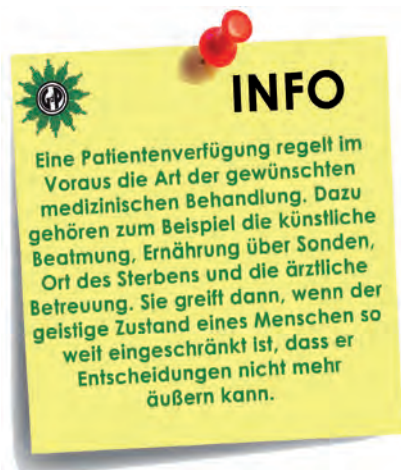 GdP
INFO
Eine Patientenverfügung regelt im
Voraus die Art der gewünschten
medizinischen Behandlung. Dazu
gehören zum Beispiel die künstliche
Beatmung, Ernährung über Sonden,
Ort des Sterbens und die ärztliche
Betreuung. Sie greift dann, wenn der
geistige Zustand eines Menschen so
weit eingeschränkt ist, dass er
Entscheidungen nicht mehr
äußern kann.